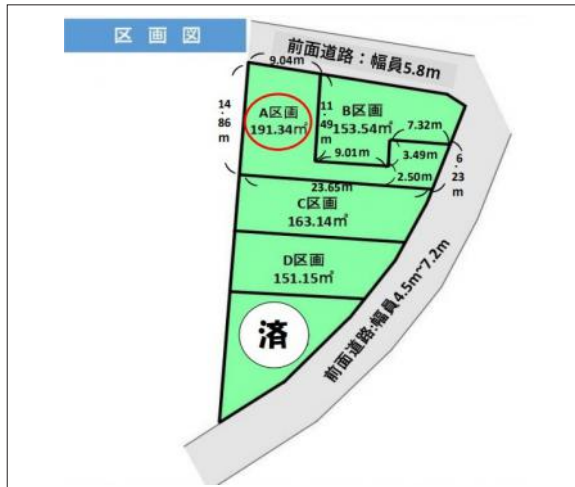 区画図
前面道路：幅員5.8m
9.04m
14.86m
A区画
191.34㎡
11.49m
B区画
153.54㎡
7.32m
9.01m
3.49m
2.50m
6.23m
23.65m
C区画
163.14㎡
D区画
151.15㎡
前面道路:幅員4.5m~7.2m
済